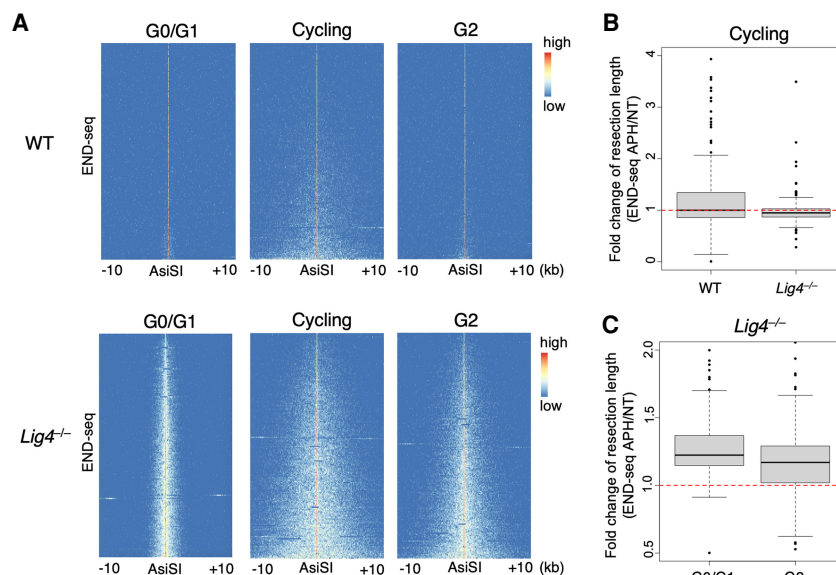 A
G0/G1 Cycling G2
high
low
WT
END-seq
-10 AsiSI +10 -10 AsiSI +10 -10 AsiSI +10 (kb)
G0/G1 Cycling G2
high
low
Lig4–/–
END-seq
-10 AsiSI +10 -10 AsiSI +10 -10 AsiSI +10 (kb)
B
Cycling
Fold change of resection length
(END-seq APH/NT)
4
3
2
1
0
WT Lig4–/–
C
Lig4–/–
Fold change of resection length
(END-seq APH/NT)
2.0
1.5
1.0
0.5